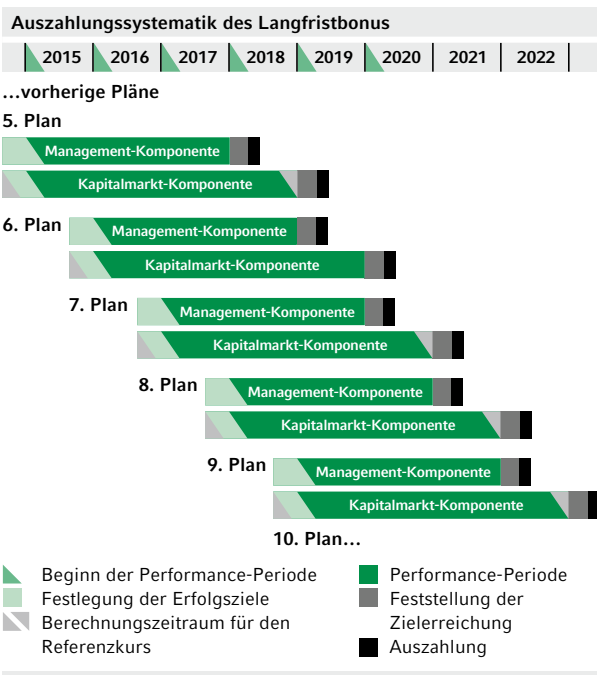 Auszahlungssystematik des Langfristbonus
2015 2016 2017 2018 2019 2020 2021 2022
...vorherige Pläne
5. Plan
Management-Komponente
Kapitalmarkt-Komponente
6. Plan
Management-Komponente
Kapitalmarkt-Komponente
7. Plan
Management-Komponente
Kapitalmarkt-Komponente
8. Plan
Management-Komponente
Kapitalmarkt-Komponente
9. Plan
Management-Komponente
Kapitalmarkt-Komponente
10. Plan...
Beginn der Performance-Periode
Festlegung der Erfolgsziele
Berechnungszeitraum für den
Referenzkurs
Performance-Periode
Feststellung der
Zielerreichung
Auszahlung